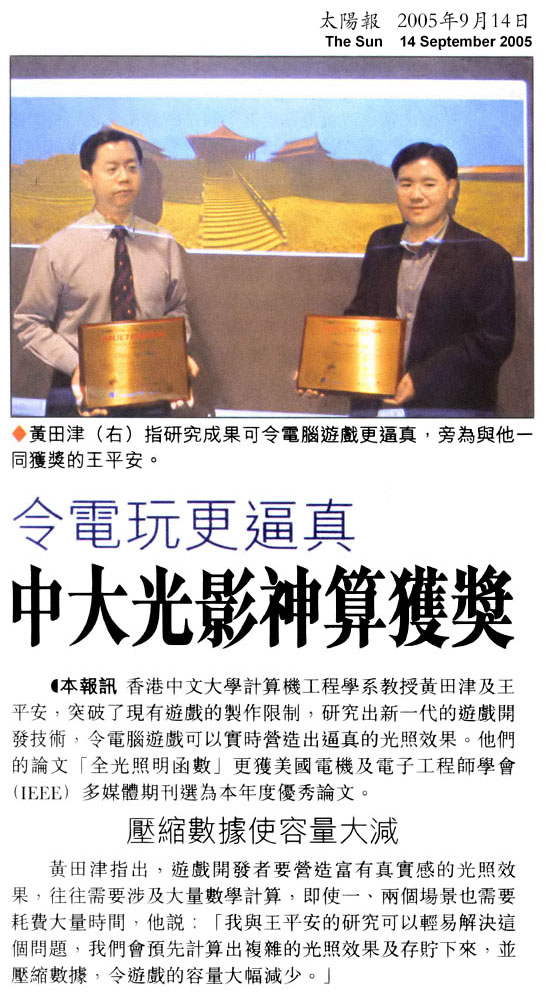 太陽報 2005年9月14日
The Sun 14 September 2005
MULTIMEDIA
◆黃田津（右）指研究成果可令電腦遊戲更逼真，旁為與他一
同獲獎的王平安。
令電玩更逼真
中大光影神算獲獎
本報訊 香港中文大學計算機工程學系教授黃田津及王
平安，突破了現有遊戲的製作限制，研究出新一代的遊戲開
發技術，令電腦遊戲可以實時營造出逼真的光照效果。他們
的論文「全光照明函數」更獲美國電機及電子工程師學會
(IEEE) 多媒體期刊選為本年度優秀論文。
壓縮數據使容量大減
黃田津指出，遊戲開發者要營造富有真實感的光照效
果，往往需要涉及大量數學計算，即使一、兩個場景也需要
耗費大量時間，他説：「我與王平安的研究可以輕易解決這
個問題，我們會預先計算出複雜的光照效果及存貯下來，並
壓縮數據，令遊戲的容量大幅減少。」